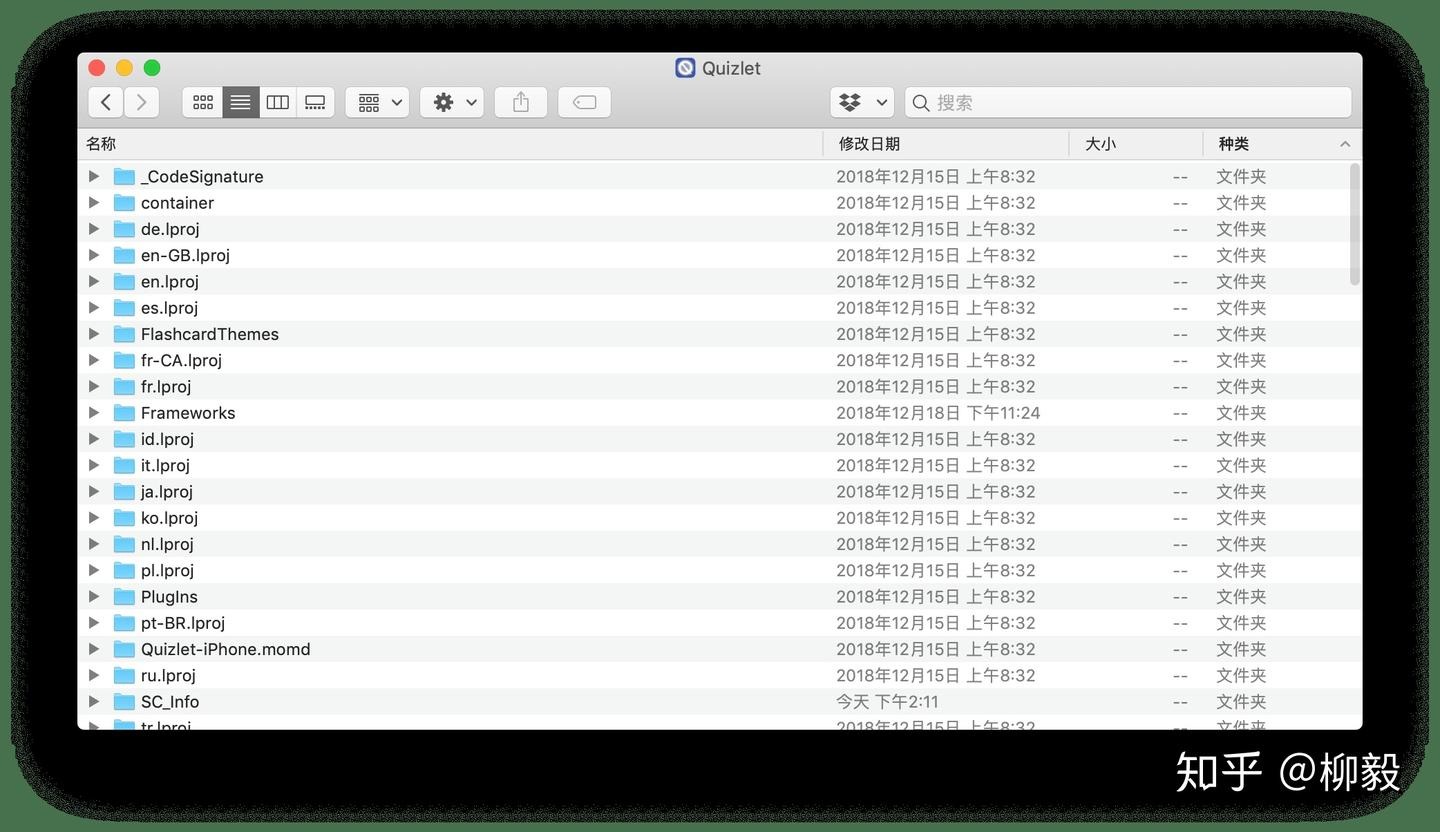 Quizlet
搜索
名称 修改日期 大小 种类
_CodeSignature 2018年12月15日 上午8:32 -- 文件夹
container 2018年12月15日 上午8:32 -- 文件夹
de.lproj 2018年12月15日 上午8:32 -- 文件夹
en-GB.lproj 2018年12月15日 上午8:32 -- 文件夹
en.lproj 2018年12月15日 上午8:32 -- 文件夹
es.lproj 2018年12月15日 上午8:32 -- 文件夹
FlashcardThemes 2018年12月15日 上午8:32 -- 文件夹
fr-CA.lproj 2018年12月15日 上午8:32 -- 文件夹
fr.lproj 2018年12月15日 上午8:32 -- 文件夹
Frameworks 2018年12月18日 下午11:24 -- 文件夹
id.lproj 2018年12月15日 上午8:32 -- 文件夹
it.lproj 2018年12月15日 上午8:32 -- 文件夹
ja.lproj 2018年12月15日 上午8:32 -- 文件夹
ko.lproj 2018年12月15日 上午8:32 -- 文件夹
nl.lproj 2018年12月15日 上午8:32 -- 文件夹
pl.lproj 2018年12月15日 上午8:32 -- 文件夹
PlugIns 2018年12月15日 上午8:32 -- 文件夹
pt-BR.lproj 2018年12月15日 上午8:32 -- 文件夹
Quizlet-iPhone.momd 2018年12月15日 上午8:32 -- 文件夹
ru.lproj 2018年12月15日 上午8:32 -- 文件夹
SC_Info 今天 下午2:11 -- 文件夹
tr.lproj 2018年12月15日 上午8:32 -- 文件夹
知乎 @柳毅